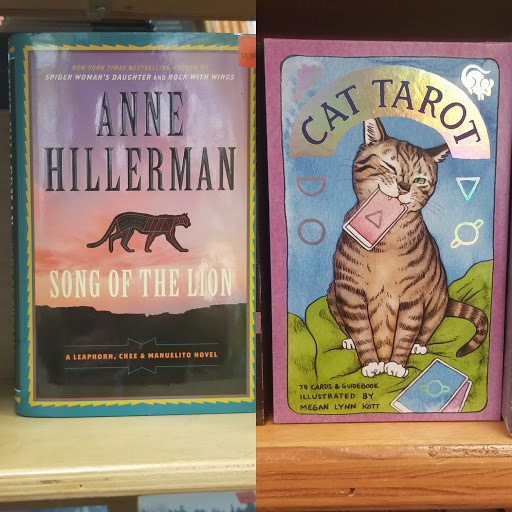 NEW YORK TIMES BESTSELLING AUTHOR OF
SPIDER WOMAN'S DAUGHTER AND ROCK WITH WINGS
ANNE
HILLERMAN
SONG OF THE LION
A LEAPHORN, CHEE & MANUELITO NOVEL
CAT TAROT
78 CARDS & GUIDEBOOK
ILLUSTRATED BY
MEGAN LYNN KOTT